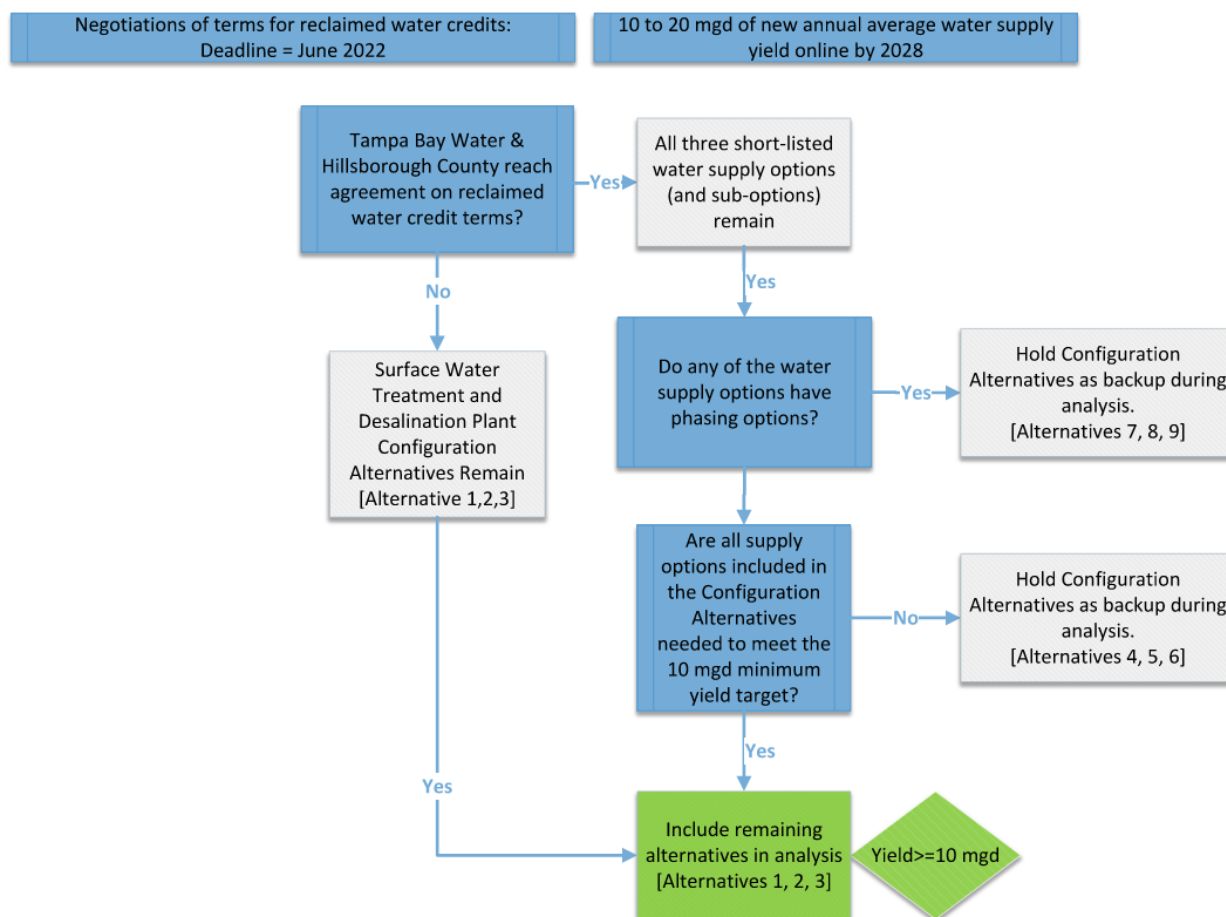 Negotiations of terms for reclaimed water credits:
Deadline = June 2022
10 to 20 mgd of new annual average water supply
yield online by 2028
Tampa Bay Water &
Hillsborough County reach
agreement on reclaimed
water credit terms?
Yes
All three short-listed
water supply options
(and sub-options)
remain
No
Yes
Surface Water
Treatment and
Desalination Plant
Configuration
Alternatives Remain
[Alternative 1,2,3]
Do any of the water
supply options have
phasing options?
Yes
Hold Configuration
Alternatives as backup during
analysis.
[Alternatives 7, 8, 9]
Are all supply
options included in
the Configuration
Alternatives
needed to meet the
10 mgd minimum
yield target?
No
Hold Configuration
Alternatives as backup during
analysis.
[Alternatives 4, 5, 6]
Yes
Yes
Include remaining
alternatives in analysis
[Alternatives 1, 2, 3]
Yield>=10 mgd